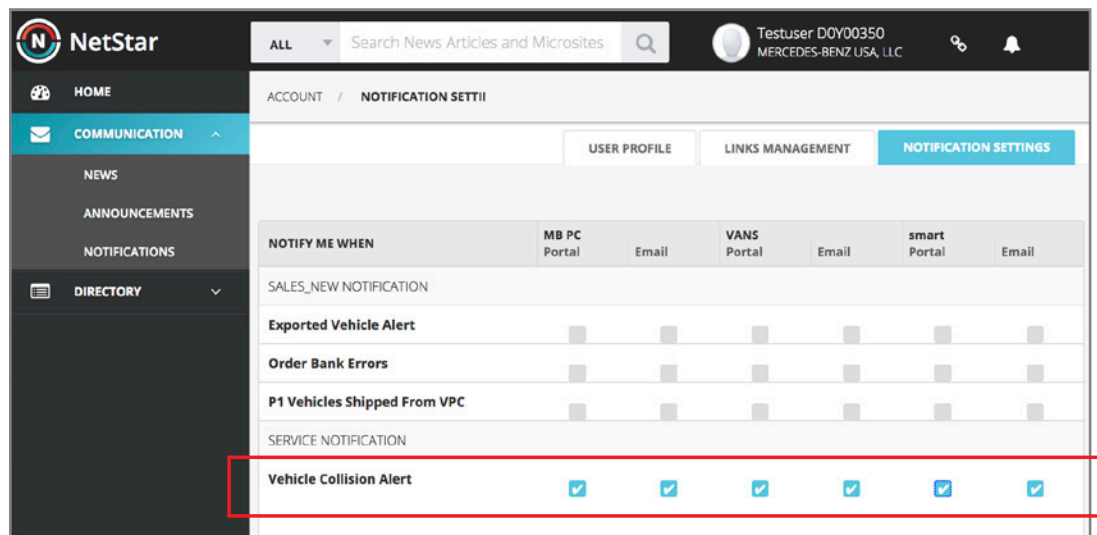 N NetStar
ALL Search News Articles and Microsites
Testuser D0Y00350
MERCEDES-BENZ USA, LLC
HOME
COMMUNICATION
NEWS
ANNOUNCEMENTS
NOTIFICATIONS
DIRECTORY
ACCOUNT / NOTIFICATION SETTII
USER PROFILE LINKS MANAGEMENT NOTIFICATION SETTINGS
NOTIFY ME WHEN MB PC VANS smart
Portal Email Portal Email Portal Email
SALES_NEW NOTIFICATION
Exported Vehicle Alert
Order Bank Errors
P1 Vehicles Shipped From VPC
SERVICE NOTIFICATION
Vehicle Collision Alert